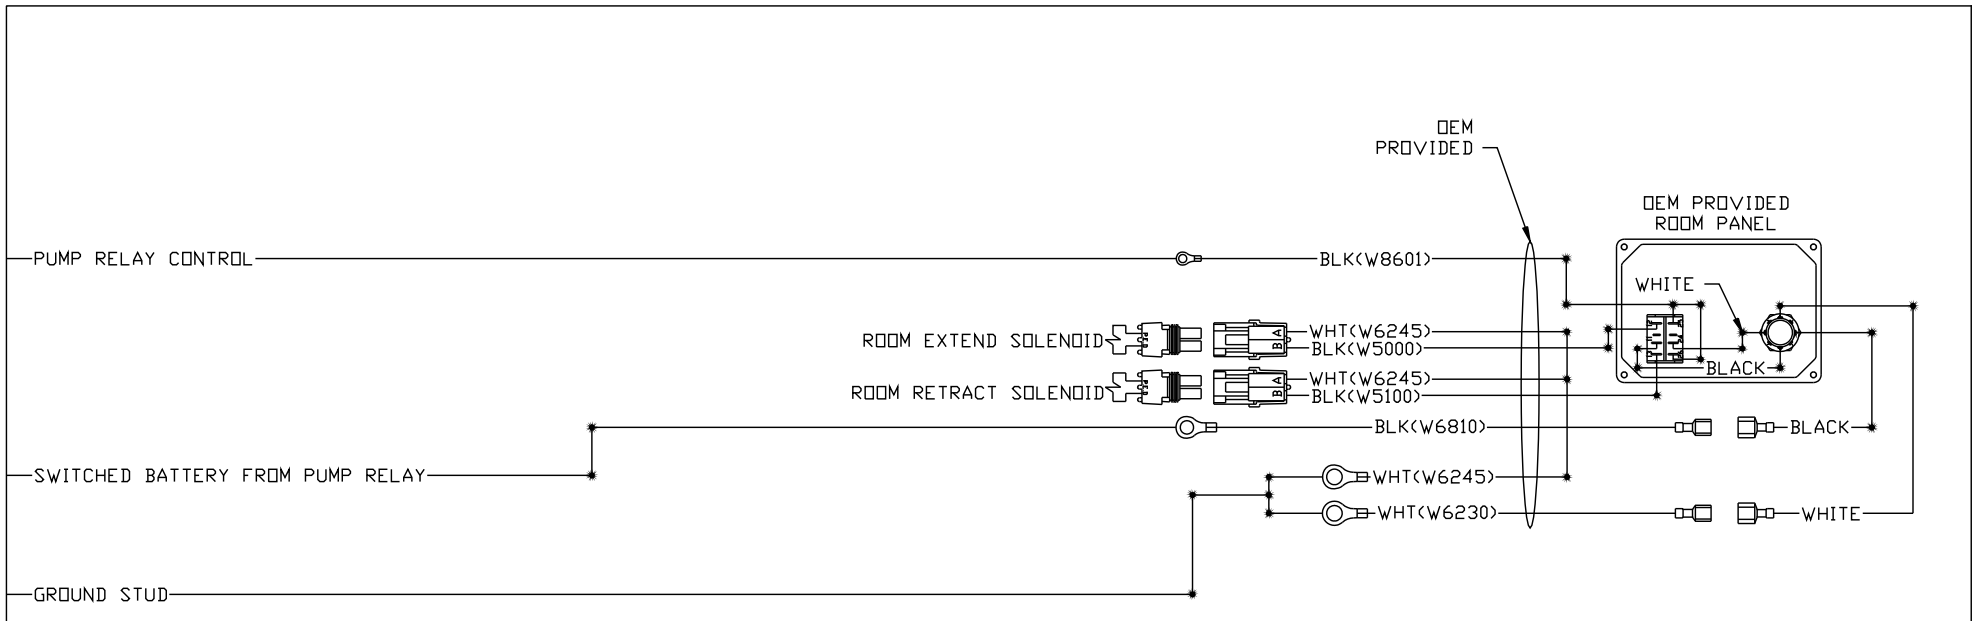 OEM
PROVIDED
OEM PROVIDED
ROOM PANEL
PUMP RELAY CONTROL
BLK(W8601)
WHITE
ROOM EXTEND SOLENOID
A
B
WHT(W6245)
BLK(W5000)
BLACK
ROOM RETRACT SOLENOID
A
B
WHT(W6245)
BLK(W5100)
BLK(W6810)
BLACK
SWITCHED BATTERY FROM PUMP RELAY
WHT(W6245)
WHT(W6230)
WHITE
GROUND STUD